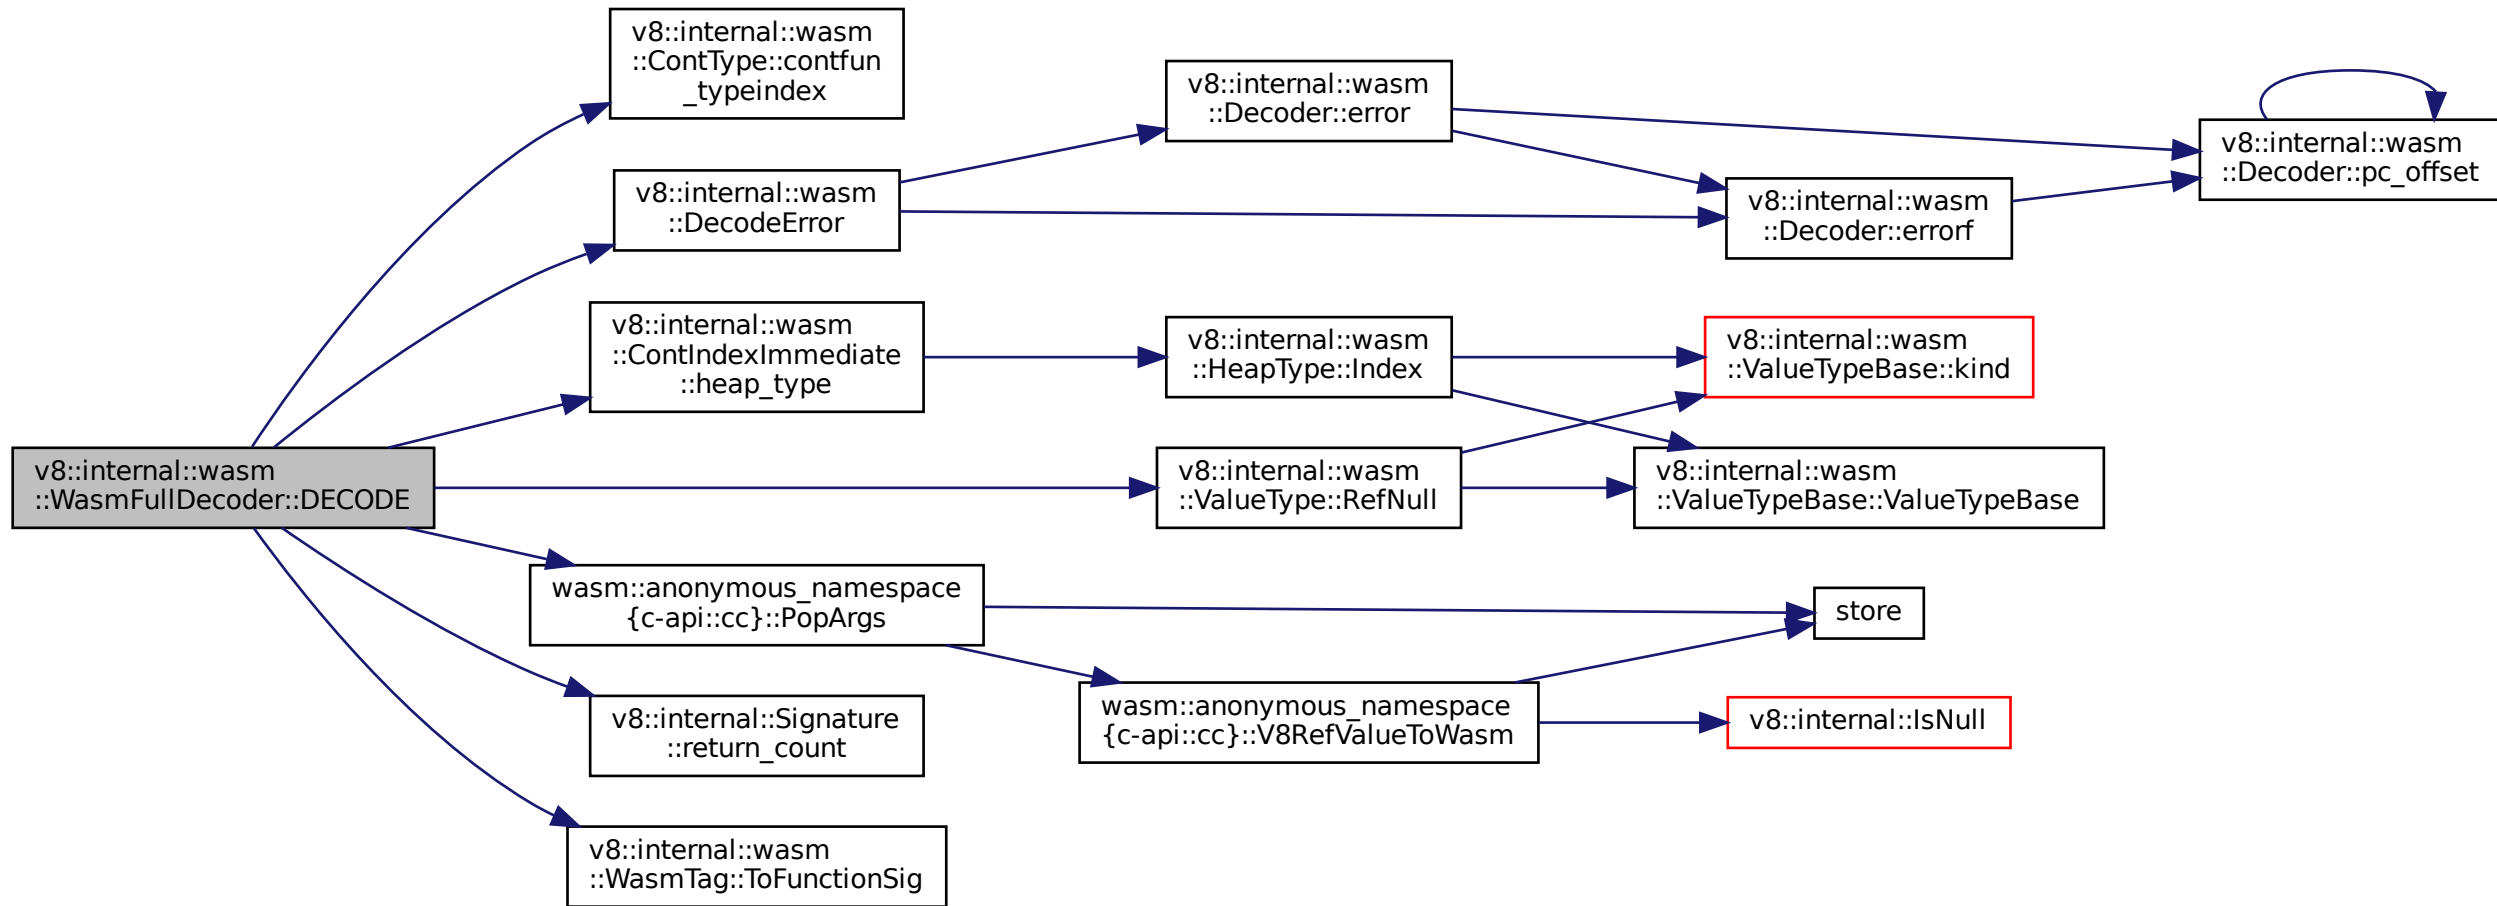 v8::internal::wasm
::WasmFullDecoder::DECODE
v8::internal::wasm
::ContType::contfun
_typeindex
v8::internal::wasm
::DecodeError
v8::internal::wasm
::ContIndexImmediate
::heap_type
wasm::anonymous_namespace
{c-api::cc}::PopArgs
v8::internal::Signature
::return_count
v8::internal::wasm
::WasmTag::ToFunctionSig
v8::internal::wasm
::Decoder::error
v8::internal::wasm
::HeapType::Index
v8::internal::wasm
::ValueType::RefNull
wasm::anonymous_namespace
{c-api::cc}::V8RefValueToWasm
v8::internal::wasm
::Decoder::errorf
v8::internal::wasm
::ValueTypeBase::kind
v8::internal::wasm
::ValueTypeBase::ValueTypeBase
store
v8::internal::IsNull
v8::internal::wasm
::Decoder::pc_offset